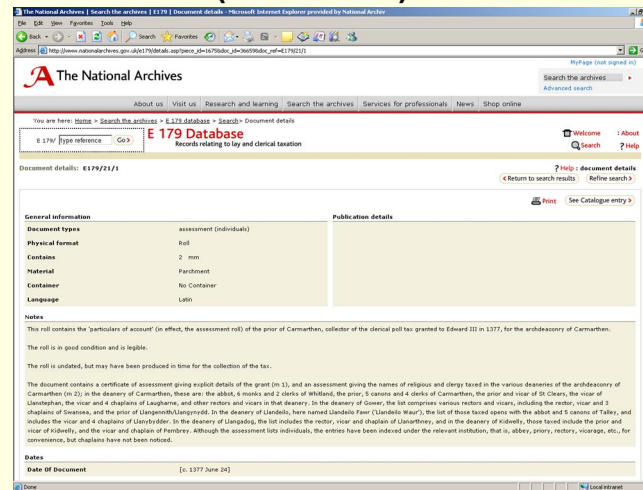 The National Archives | Search the archives | E179 | Document details - Microsoft Internet Explorer provided by National Archiv
File Edit View Favorites Tools Help
Back Search Favorites
Address http://www.nationalarchives.gov.uk/e179/details.asp?piece_id=1675&doc_id=36659&doc_ref=E179/21/1
MyPage (not signed in)
The National Archives
Search the archives
Advanced search
About us Visit us Research and learning Search the archives Services for professionals News Shop online
You are here: Home > Search the archives > E 179 database > Search > Document details
E 179/ type reference Go >
E 179 Database
Records relating to lay and clerical taxation
Welcome : About
Search ? Help
Document details: E179/21/1
? Help : document details
< Return to search results Refine search >
Print See Catalogue entry >
General information Publication details
Document types assessment (individuals)
Physical format Roll
Contains 2 mm
Material Parchment
Container No Container
Language Latin
Notes
This roll contains the 'particulars of account' (in effect, the assessment roll) of the prior of Carmarthen, collector of the clerical poll tax granted to Edward III in 1377, for the archdeaconry of Carmarthen.
The roll is in good condition and is legible.
The roll is undated, but may have been produced in time for the collection of the tax.
The document contains a certificate of assessment giving explicit details of the grant (m 1), and an assessment giving the names of religious and clergy taxed in the various deaneries of the archdeaconry of
Carmarthen (m 2); in the deanery of Carmarthen, these are: the abbot, 6 monks and 2 clerks of Whitland, the prior, 5 canons and 4 clerks of Carmarthen, the prior and vicar of St Clears, the vicar of
Llanstephan, the vicar and 4 chaplains of Laugharne, and other rectors and vicars in that deanery. In the deanery of Gower, the list comprises various rectors and vicars, including the rector, vicar and 3
chaplains of Swansea, and the prior of Llangennith/Llangynydd. In the deanery of Llandeilo, here named Llandeilo Fawr ('Llandeilo Waur'), the list of those taxed opens with the abbot and 5 canons of Talley, and
includes the vicar and 4 chaplains of Llanybydder. In the deanery of Llangadog, the list includes the rector, vicar and chaplain of Llanarthney, and in the deanery of Kidwelly, those taxed include the prior and
vicar of Kidwelly, and the vicar and chaplain of Pembrey. Although the assessment lists individuals, the entries have been indexed under the relevant institution, that is, abbey, priory, rectory, vicarage, etc., for
convenience, but chaplains have not been noticed.
Dates
Date Of Document [c. 1377 June 24]
Done Local intranet